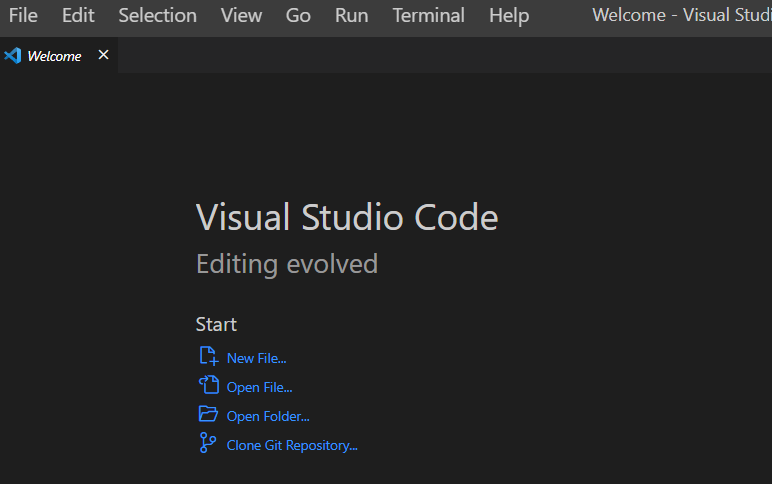 File Edit Selection View Go Run Terminal Help Welcome - Visual Studi
Welcome
Visual Studio Code
Editing evolved
Start
New File...
Open File...
Open Folder...
Clone Git Repository...